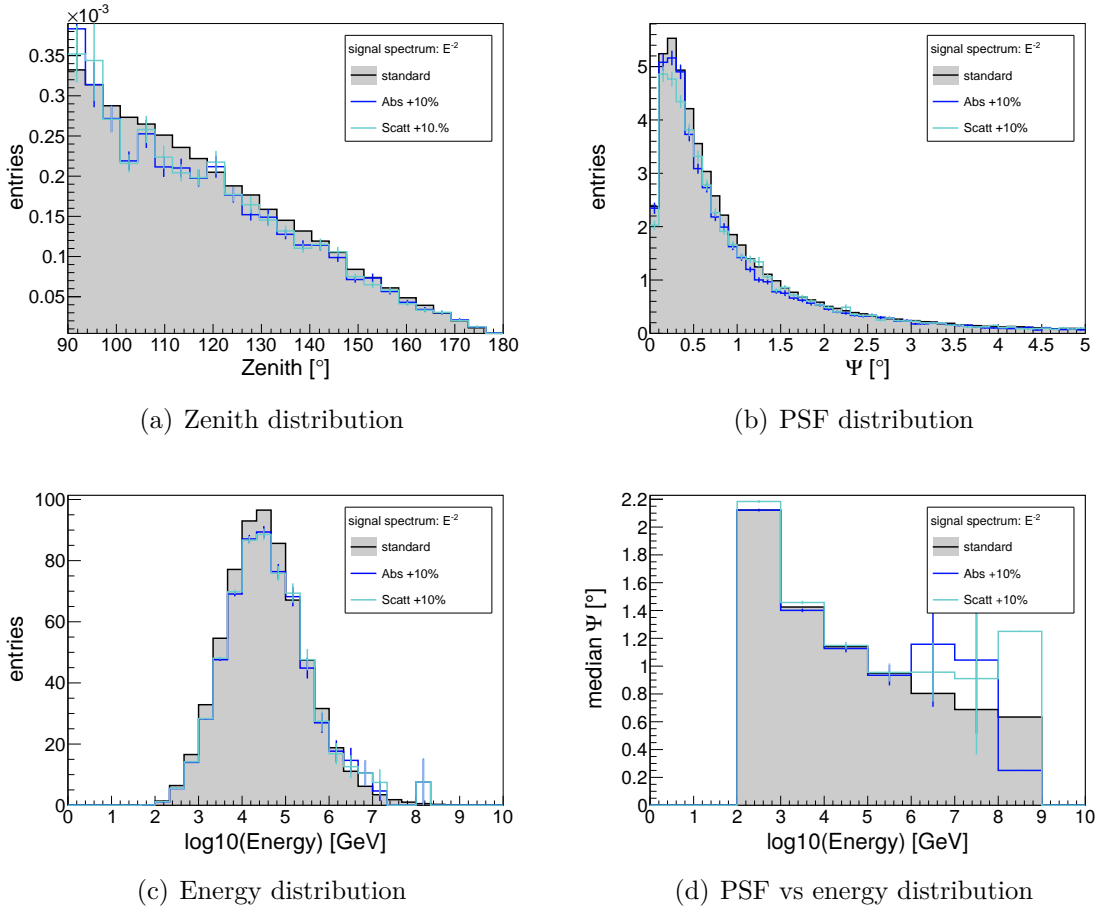 ×10⁻³
0.35
0.3
0.25
0.2
0.15
0.1
0.05
entries
90 100 110 120 130 140 150 160 170 180
Zenith [°]
signal spectrum: E⁻²
standard
Abs +10%
Scatt +10.%
(a) Zenith distribution
5
4
3
2
1
0
entries
0 0.5 1 1.5 2 2.5 3 3.5 4 4.5 5
Ψ [°]
signal spectrum: E⁻²
standard
Abs +10%
Scatt +10%
(b) PSF distribution
100
80
60
40
20
0
entries
0 1 2 3 4 5 6 7 8 9 10
log10(Energy) [GeV]
signal spectrum: E⁻²
standard
Abs +10%
Scatt +10%
(c) Energy distribution
2.2
2
1.8
1.6
1.4
1.2
1
0.8
0.6
0.4
0.2
0
median Ψ [°]
0 1 2 3 4 5 6 7 8 9 10
log10(Energy) [GeV]
signal spectrum: E⁻²
standard
Abs +10%
Scatt +10%
(d) PSF vs energy distribution